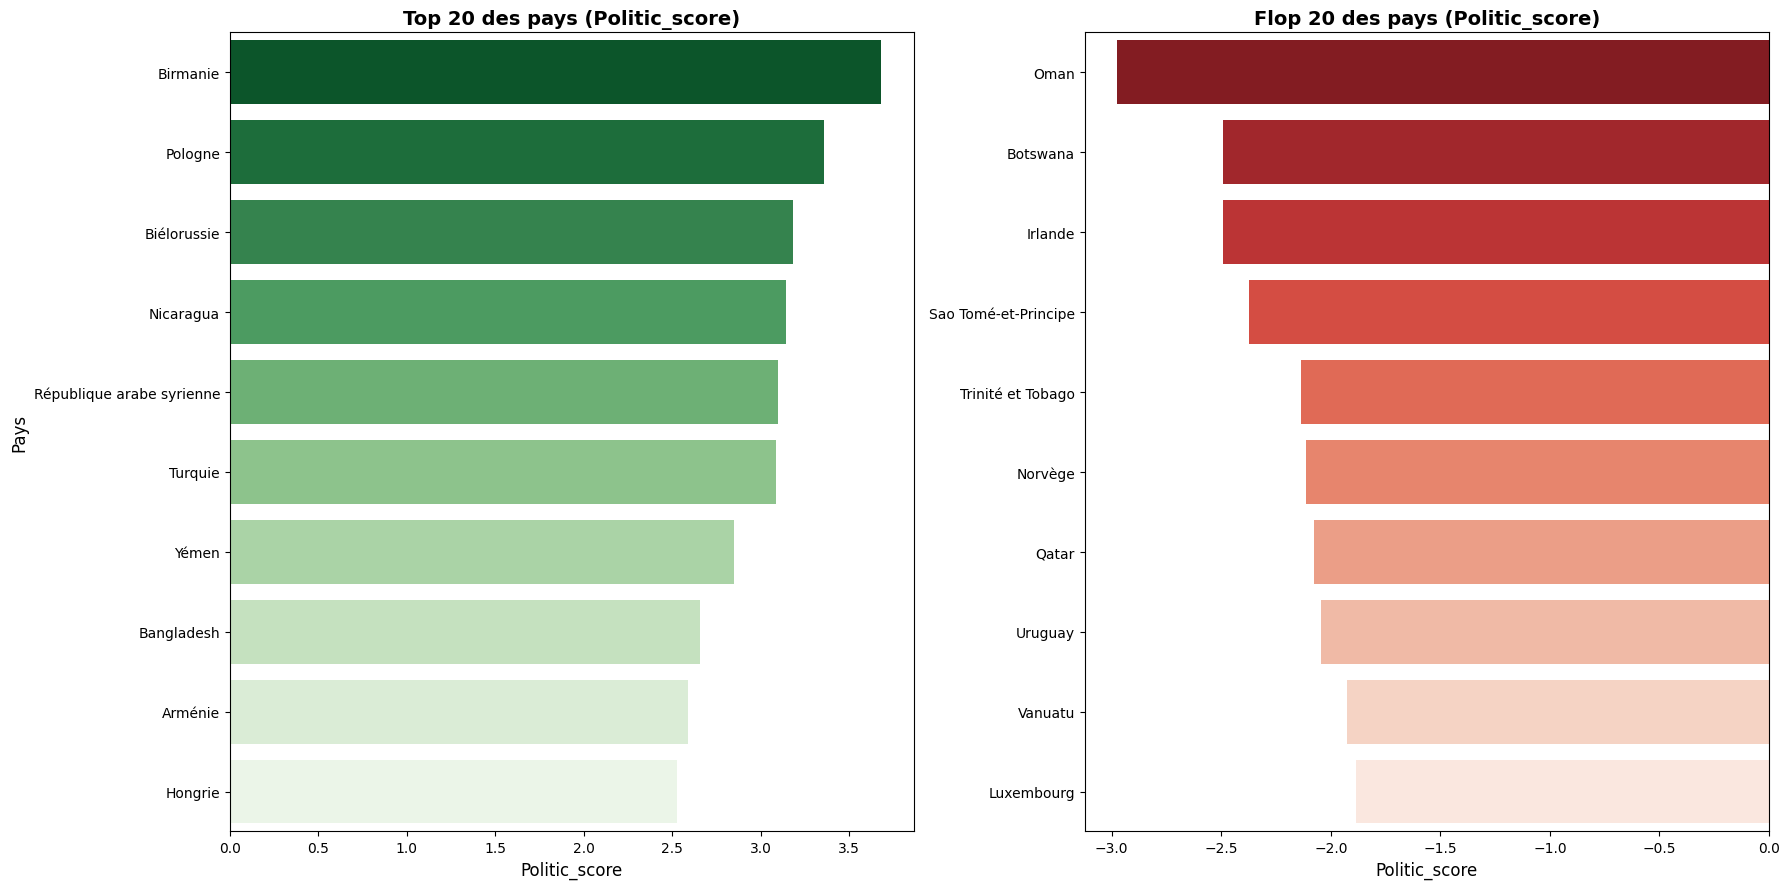 Top 20 des pays (Politic_score)
Pays
Birmanie
Pologne
Biélorussie
Nicaragua
République arabe syrienne
Turquie
Yémen
Bangladesh
Arménie
Hongrie
0.0 0.5 1.0 1.5 2.0 2.5 3.0 3.5
Politic_score
Flop 20 des pays (Politic_score)
Oman
Botswana
Irlande
Sao Tomé-et-Principe
Trinité et Tobago
Norvège
Qatar
Uruguay
Vanuatu
Luxembourg
−3.0 −2.5 −2.0 −1.5 −1.0 −0.5 0.0
Politic_score